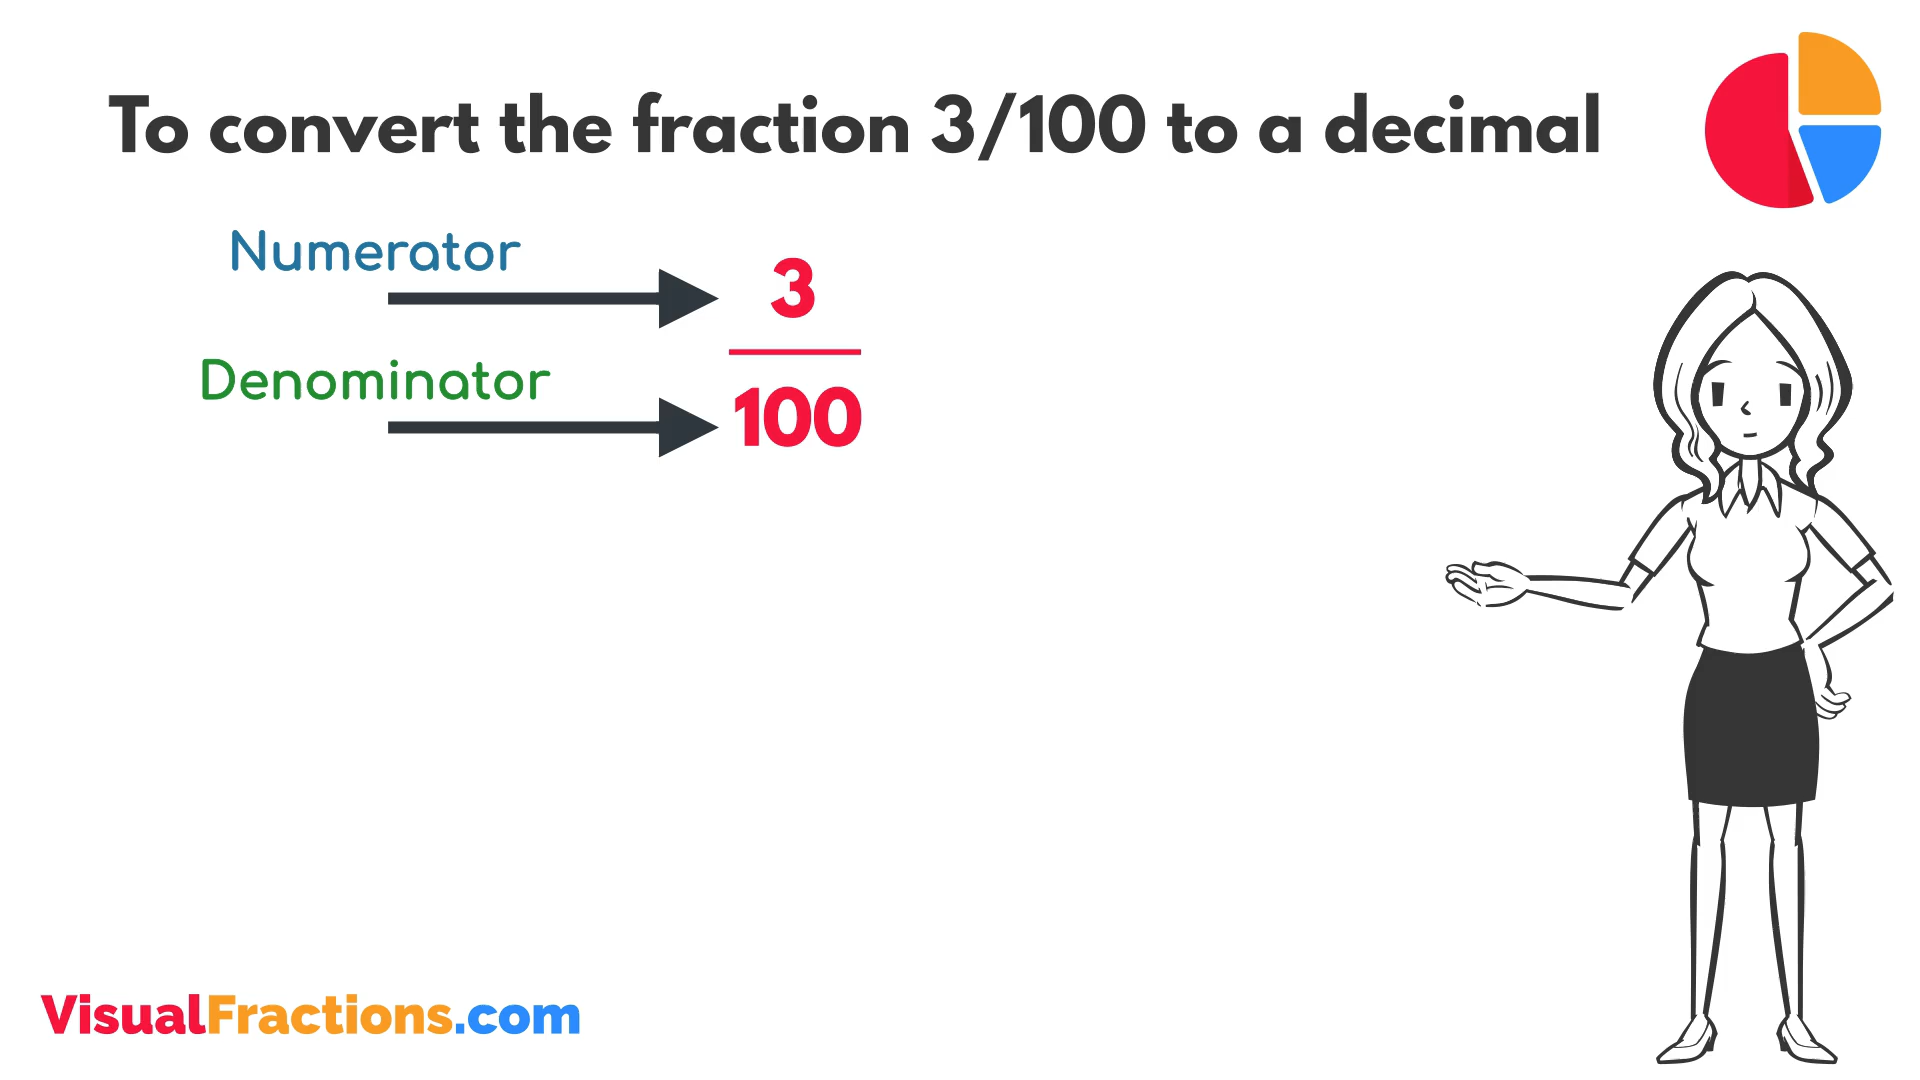 To convert the fraction 3/100 to a decimal
Numerator
3
Denominator
100
VisualFractions.com